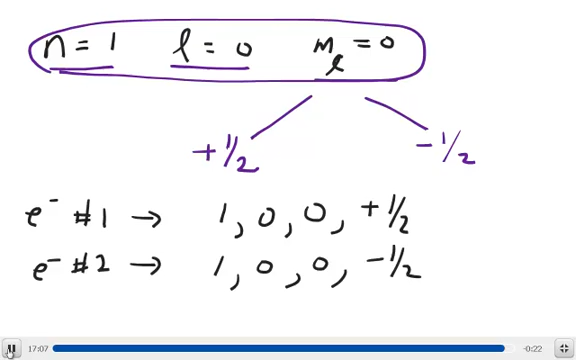 n = 1 l = 0 mₗ = 0
+1/2 -1/2
e⁻ #1 → 1, 0, 0, +1/2
e⁻ #2 → 1, 0, 0, -1/2
17:07 -0:22